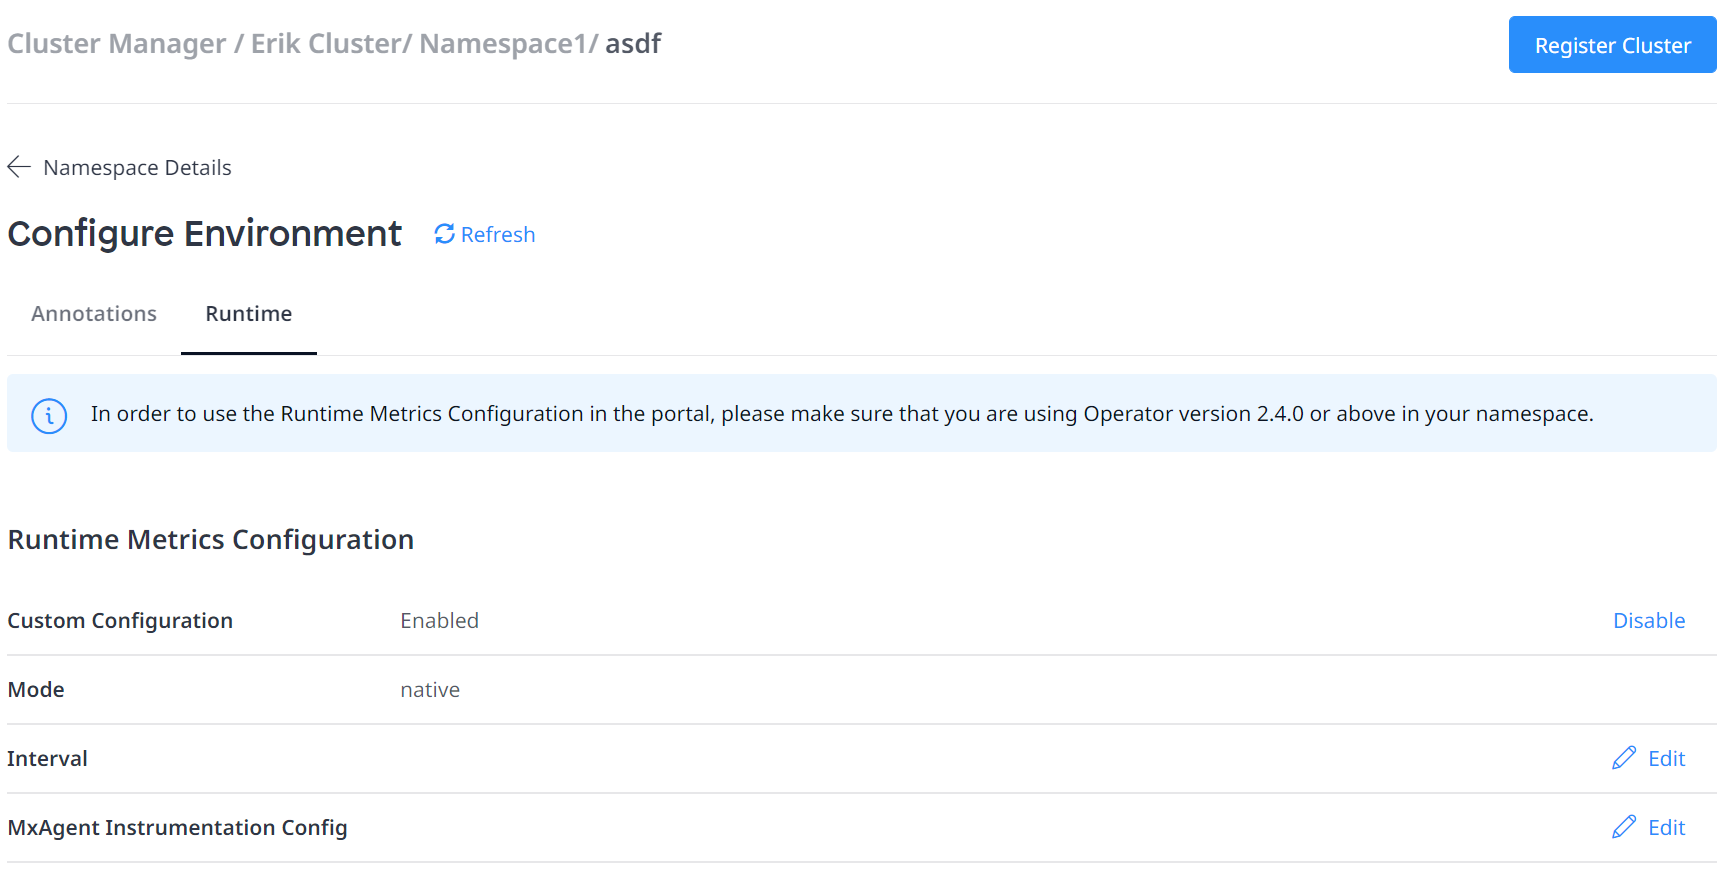 Cluster Manager / Erik Cluster/ Namespace1/ asdf
Register Cluster
Namespace Details
Configure Environment
Refresh
Annotations
Runtime
In order to use the Runtime Metrics Configuration in the portal, please make sure that you are using Operator version 2.4.0 or above in your namespace.
Runtime Metrics Configuration
Custom Configuration Enabled Disable
Mode native
Interval Edit
MxAgent Instrumentation Config Edit